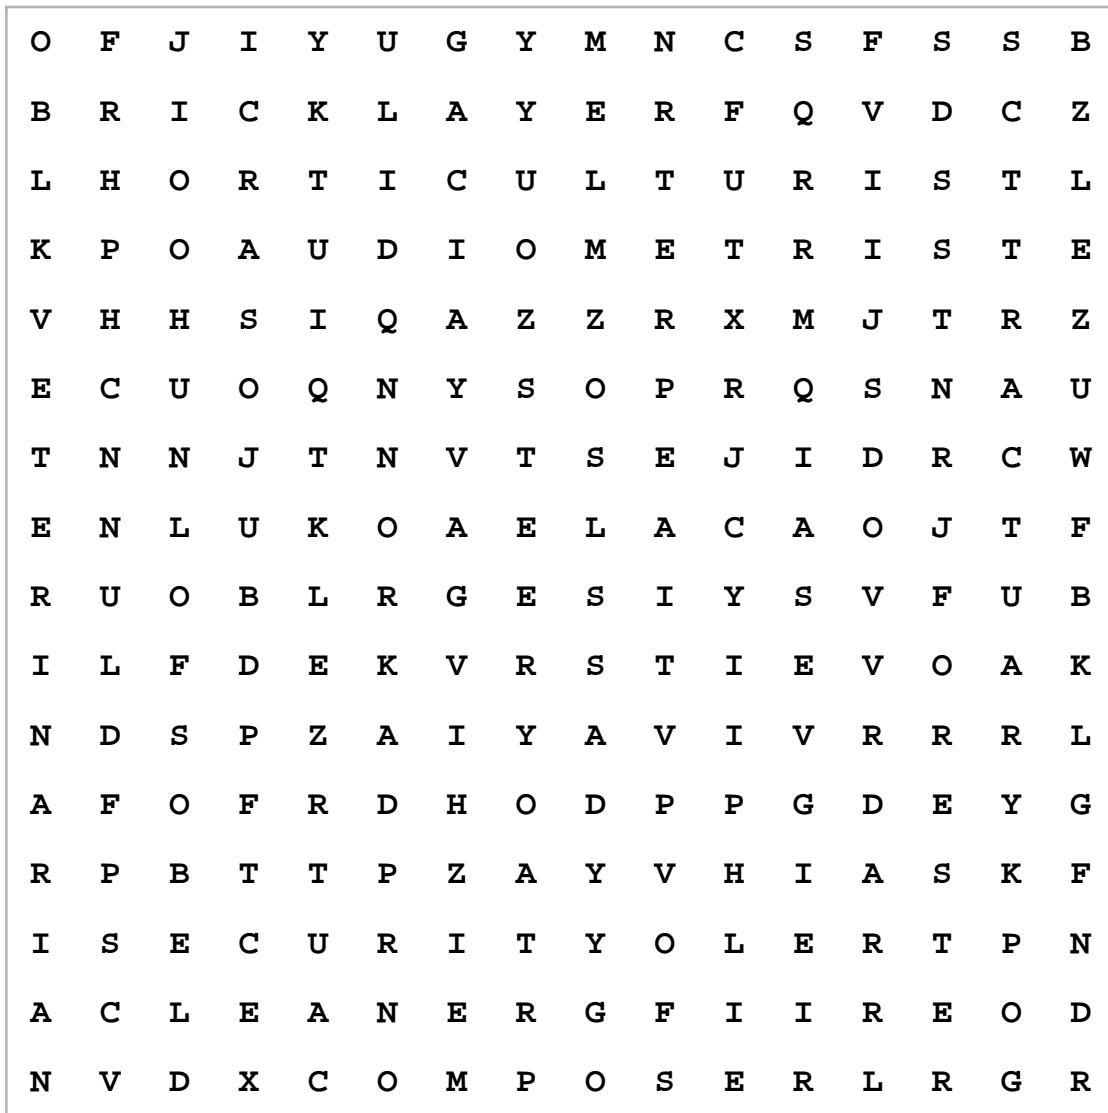 O F J I Y U G Y M N C S F S S B
B R I C K L A Y E R F Q V D C Z
L H O R T I C U L T U R I S T L
K P O A U D I O M E T R I S T E
V H H S I Q A Z Z R X M J T R Z
E C U O Q N Y S O P R Q S N A U
T N N J T N V T S E J I D R C W
E N L U K O A E L A C A O J T F
R U O B L R G E S I Y S V F U B
I L F D E K V R S T I E V O A K
N D S P Z A I Y A V I V R R R L
A F O F R D H O D P P G D E Y G
R P B T T P Z A Y V H I A S K F
I S E C U R I T Y O L E R T P N
A C L E A N E R G F I I R E O D
N V D X C O M P O S E R L R G R